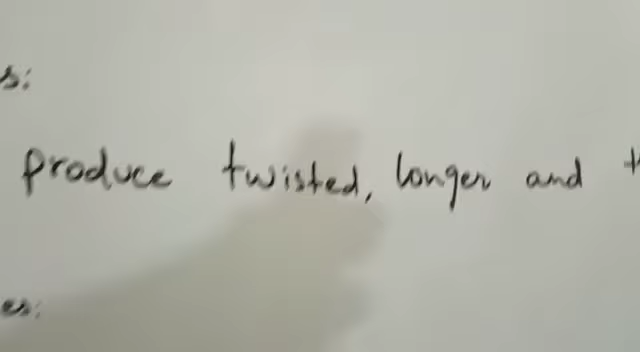 s:
produce twisted, longer and t
es: